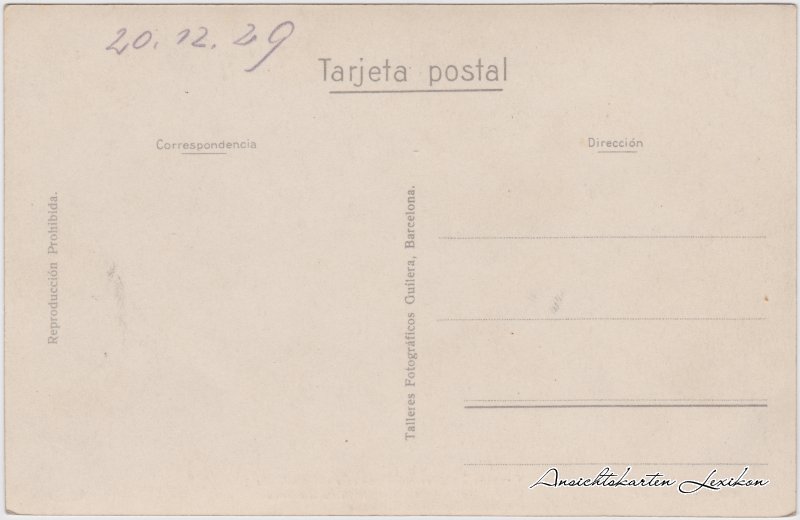 20. 12. 29
Tarjeta postal
Correspondencia
Dirección
Reproducción Prohibida.
Talleres Fotográficos Guilera, Barcelona.
Ansichtskarten Lexikon